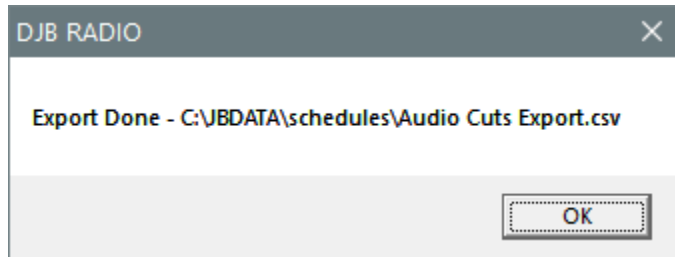 DJB RADIO
Export Done - C:\JBDATA\schedules\Audio Cuts Export.csv
OK